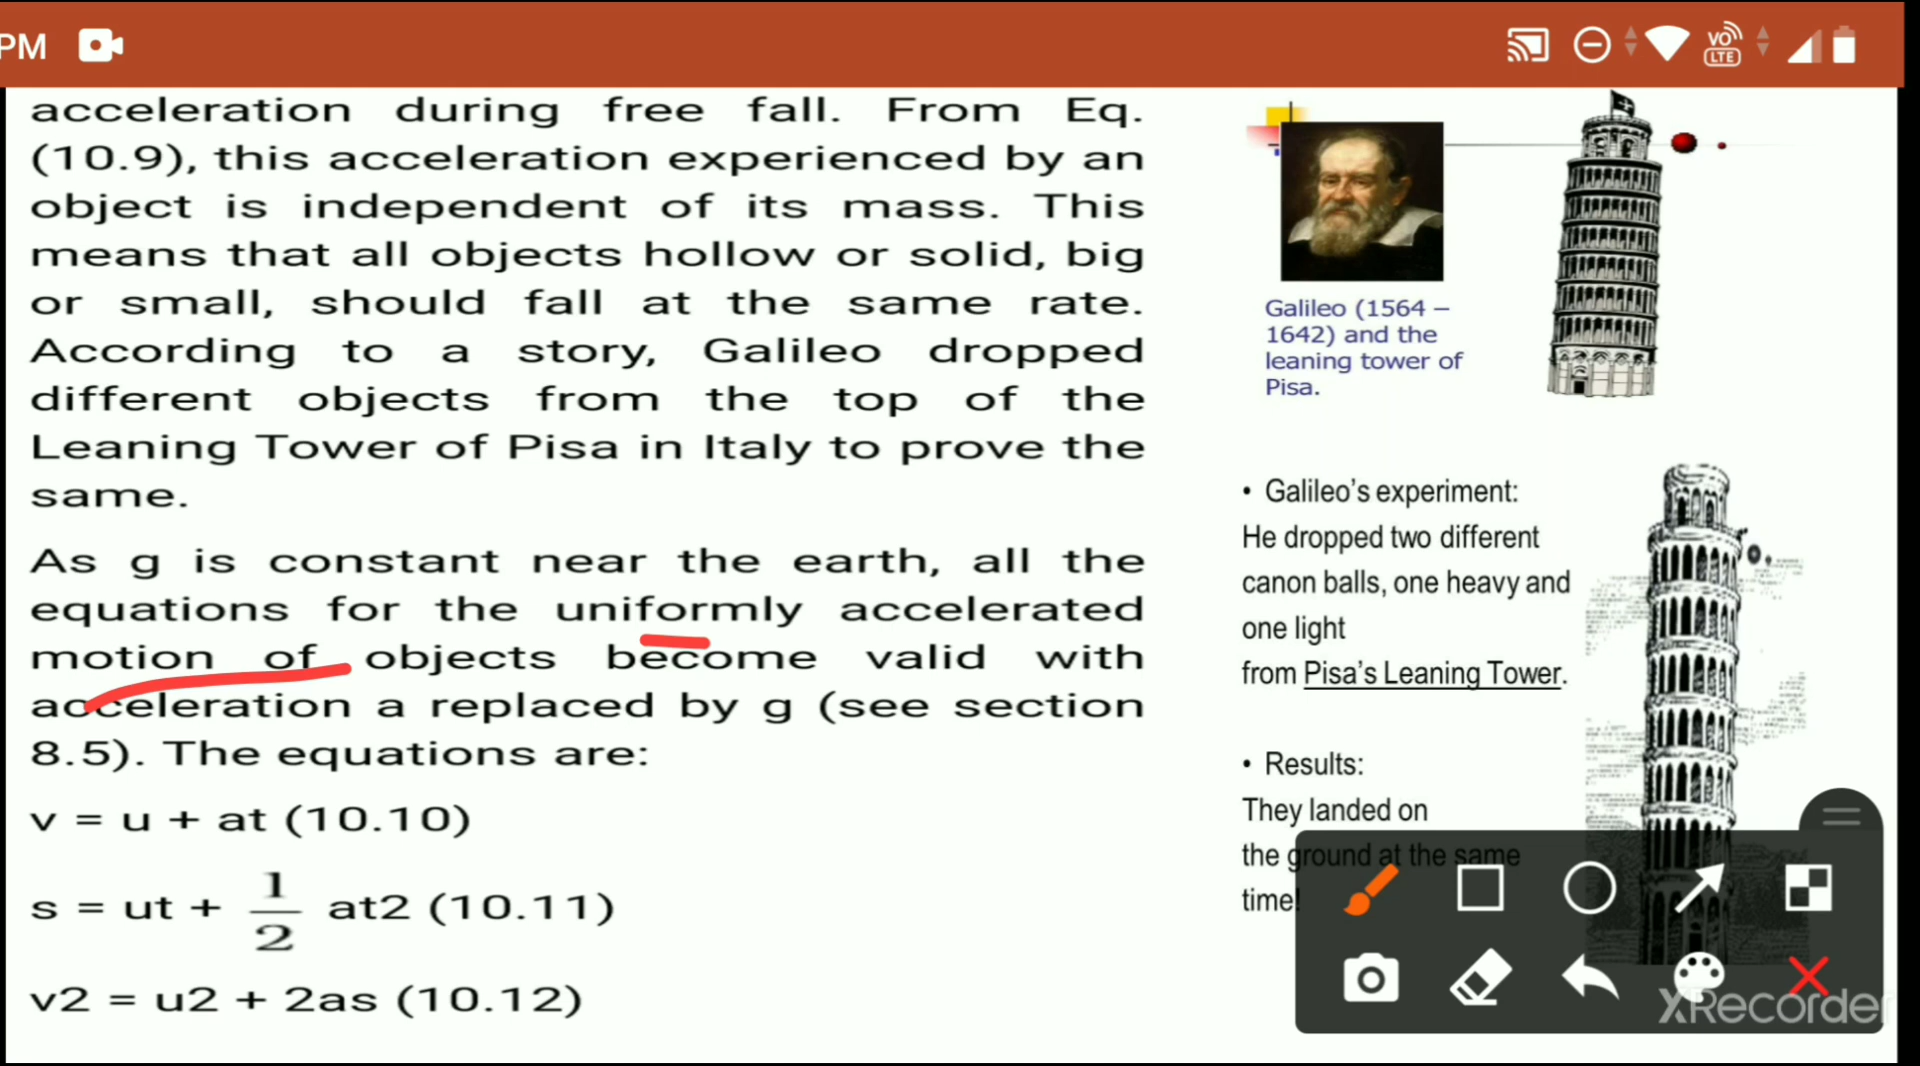 PM
VO
LTE
acceleration during free fall. From Eq.
(10.9), this acceleration experienced by an
object is independent of its mass. This
means that all objects hollow or solid, big
or small, should fall at the same rate.
According to a story, Galileo dropped
different objects from the top of the
Leaning Tower of Pisa in Italy to prove the
same.
As g is constant near the earth, all the
equations for the uniformly accelerated
motion of objects become valid with
acceleration a replaced by g (see section
8.5). The equations are:
v = u + at (10.10)
s = ut + 1/2 at2 (10.11)
v2 = u2 + 2as (10.12)
Galileo (1564 –
1642) and the
leaning tower of
Pisa.
• Galileo's experiment:
He dropped two different
canon balls, one heavy and
one light
from Pisa's Leaning Tower.
• Results:
They landed on
the ground at the same
time!
XRecorder